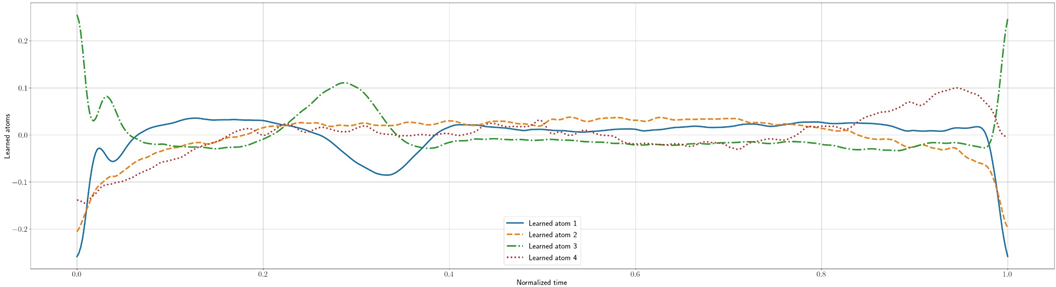 Learned atoms
0.2
0.1
0.0
−0.1
−0.2
Learned atom 1
Learned atom 2
Learned atom 3
Learned atom 4
0.0 0.2 0.4 0.6 0.8 1.0
Normalized time